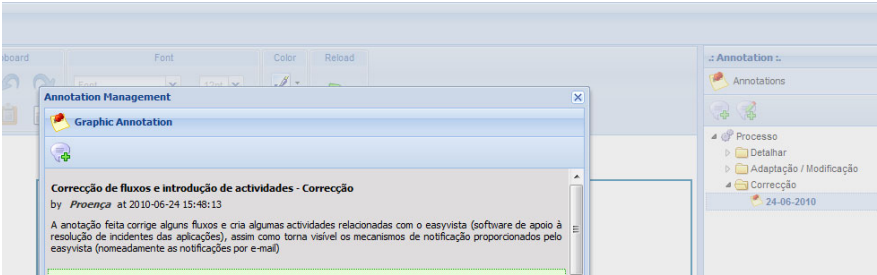 Font
Color
Reload
.: Annotation :.
Font
12pt
Annotations
Annotation Management
Graphic Annotation
Processo
Detalhar
Adaptação / Modificação
Correcção
24-06-2010
Correcção de fluxos e introdução de actividades - Correcção
by Proença at 2010-06-24 15:48:13
A anotação feita corrige alguns fluxos e cria algumas actividades relacionadas com o easyvista (software de apoio à
resolução de incidentes das aplicações), assim como torna visível os mecanismos de notificação proporcionados pelo
easyvista (nomeadamente as notificações por e-mail)